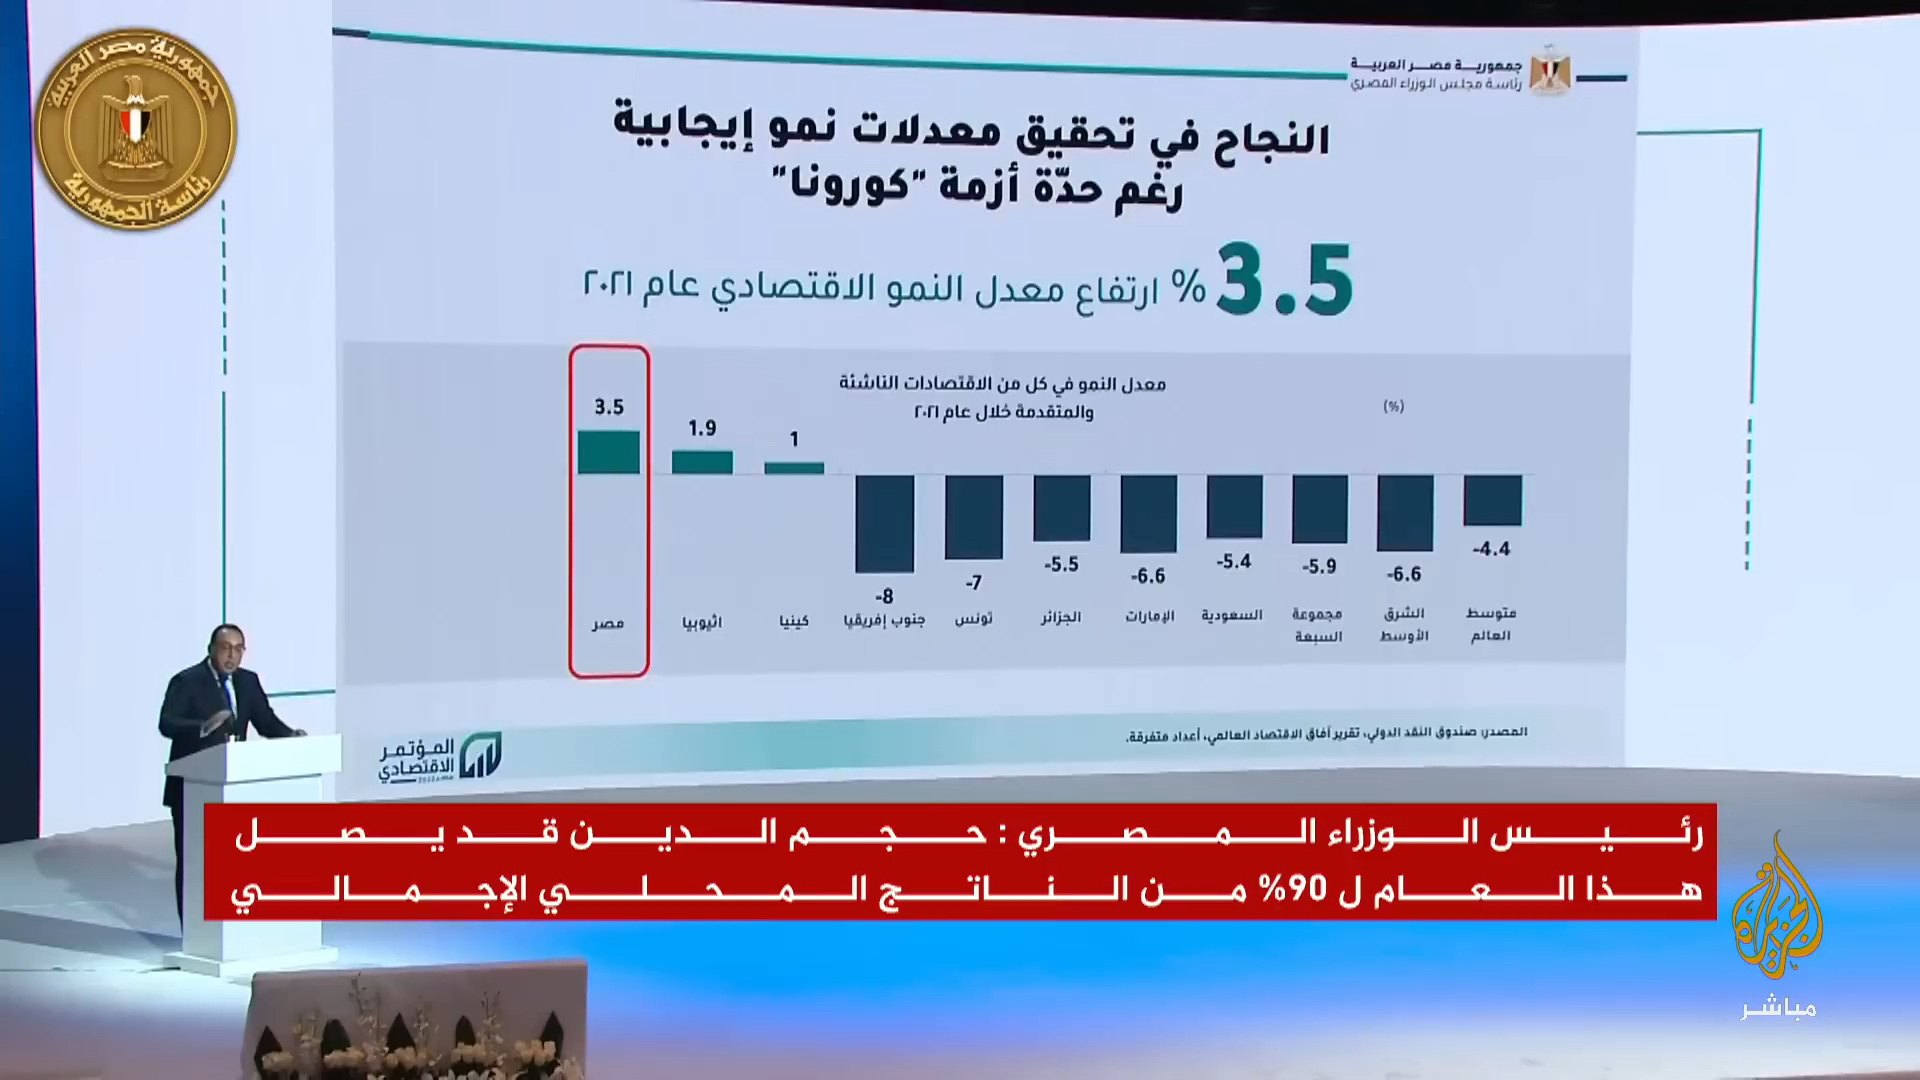 جمهورية مصر العربية
رئاسة الجمهورية
جمهورية مصر العربية
رئاسة مجلس الوزراء المصري
النجاح في تحقيق معدلات نمو إيجابية
رغم حدّة أزمة "كورونا"
3.5 % ارتفاع معدل النمو الاقتصادي عام ٢٠٢١
معدل النمو في كل من الاقتصادات الناشئة
والمتقدمة خلال عام ٢٠٢١
(%)
3.5
1.9
1
-8
-7
-5.5
-6.6
-5.4
-5.9
-6.6
-4.4
مصر
اثيوبيا
كينيا
جنوب إفريقيا
تونس
الجزائر
الإمارات
السعودية
مجموعة
السبعة
الشرق
الأوسط
متوسط
العالم
المصدر: صندوق النقد الدولي، تقرير آفاق الاقتصاد العالمي، أعداد متفرقة.
المؤتمر
الاقتصادي
رئيس الوزراء المصري : حجم الدين قد يصل
هذا العام ل 90% من الناتج المحلي الإجمالي
الجزيرة
مباشر